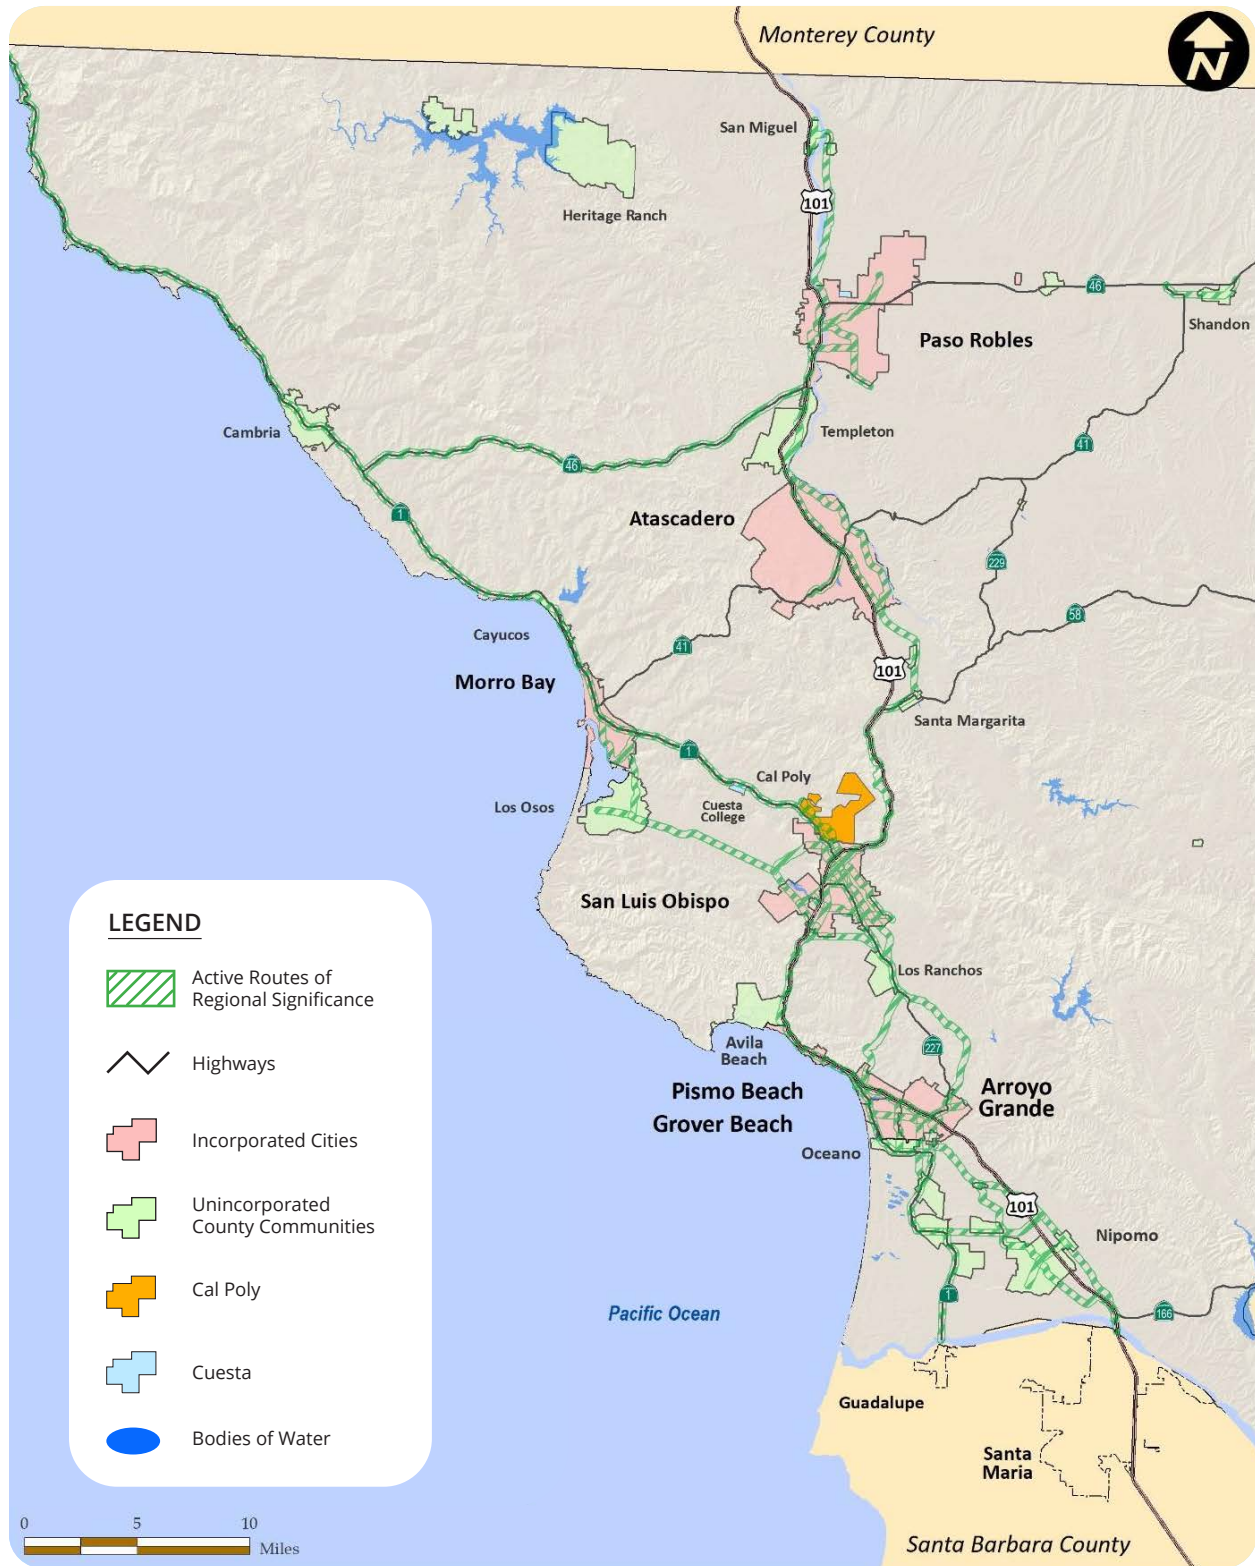 Monterey County
N
San Miguel
101
Heritage Ranch
46
Shandon
Paso Robles
Cambria
Templeton
41
46
1
Atascadero
229
58
Cayucos
41
101
Morro Bay
Santa Margarita
1
Cal Poly
Los Osos
Cuesta
College
San Luis Obispo
Los Ranchos
Avila
Beach
227
Pismo Beach
Grover Beach
Arroyo
Grande
Oceano
101
Nipomo
1
166
Pacific Ocean
Guadalupe
Santa
Maria
Santa Barbara County
LEGEND
Active Routes of
Regional Significance
Highways
Incorporated Cities
Unincorporated
County Communities
Cal Poly
Cuesta
Bodies of Water
0 5 10
Miles